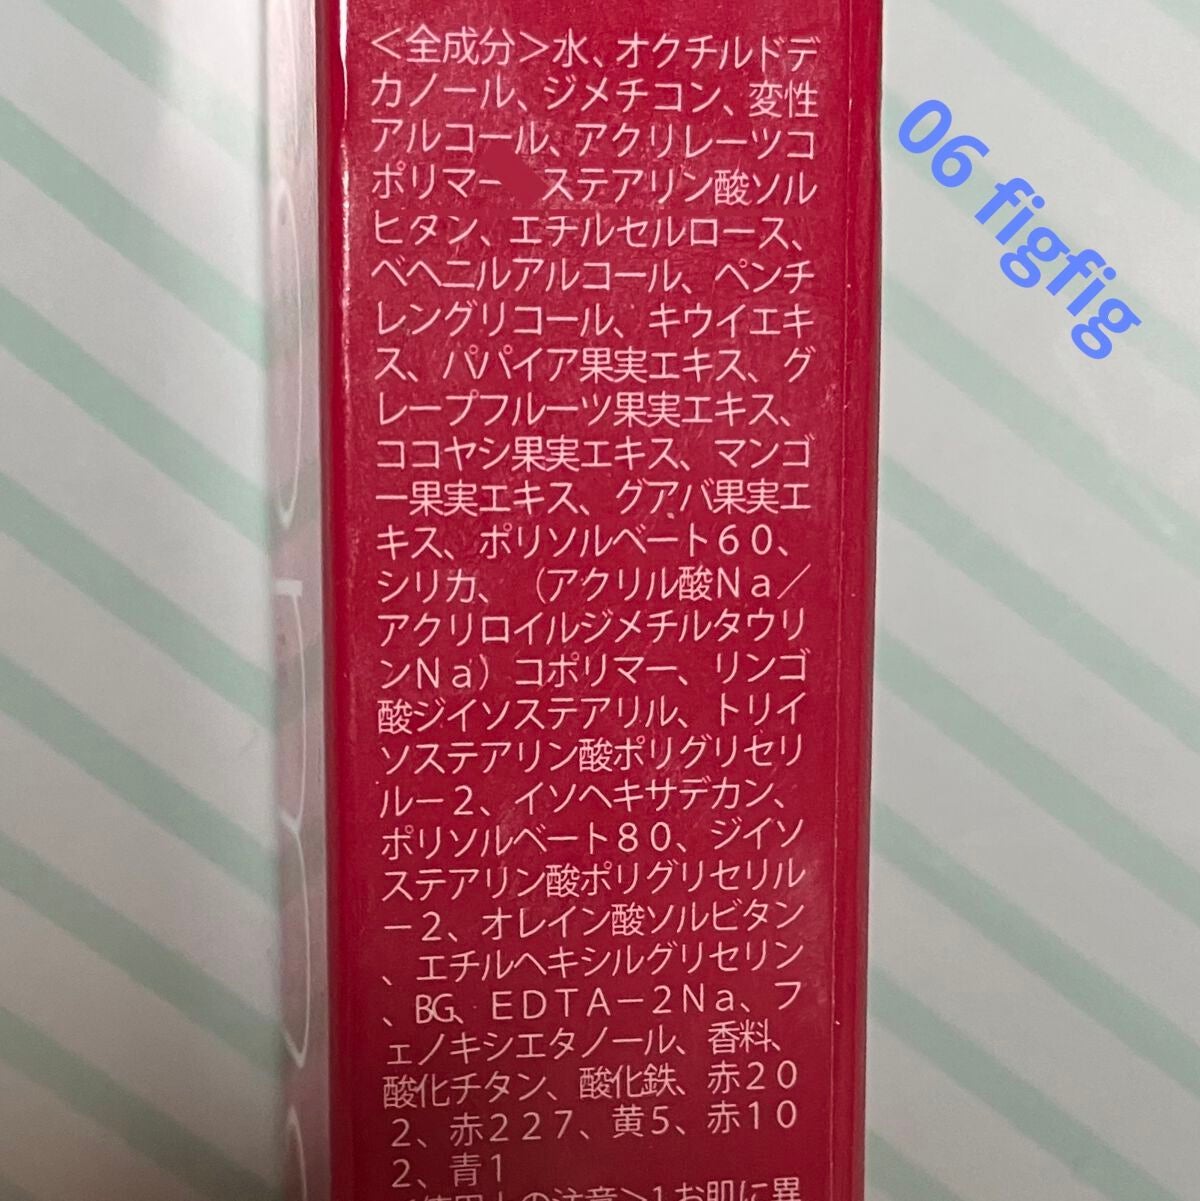 ＜全成分＞水、オクチルドデ
カノール、ジメチコン、変性
アルコール、アクリレーツコ
ポリマー ステアリン酸ソル
ビタン、エチルセルロース、
ベヘニルアルコール、ペンチ
レングリコール、キウイエキ
ス、パパイア果実エキス、グ
レープフルーツ果実エキス、
ココヤシ果実エキス、マンゴ
ー果実エキス、グアバ果実エ
キス、ポリソルベート６０、
シリカ、（アクリル酸Ｎａ／
アクリロイルジメチルタウリ
ンＮａ）コポリマー、リンゴ
酸ジイソステアリル、トリイ
ソステアリン酸ポリグリセリ
ル－２、イソヘキサデカン、
ポリソルベート８０、ジイソ
ステアリン酸ポリグリセリル
－２、オレイン酸ソルビタン
、エチルヘキシルグリセリン
、BG、ＥＤＴＡ－２Ｎａ、フ
ェノキシエタノール、香料、
酸化チタン、酸化鉄、赤２０
２、赤２２７、黄５、赤１０
２、青１
＜使用上の注意＞１お肌に異
06 figfig